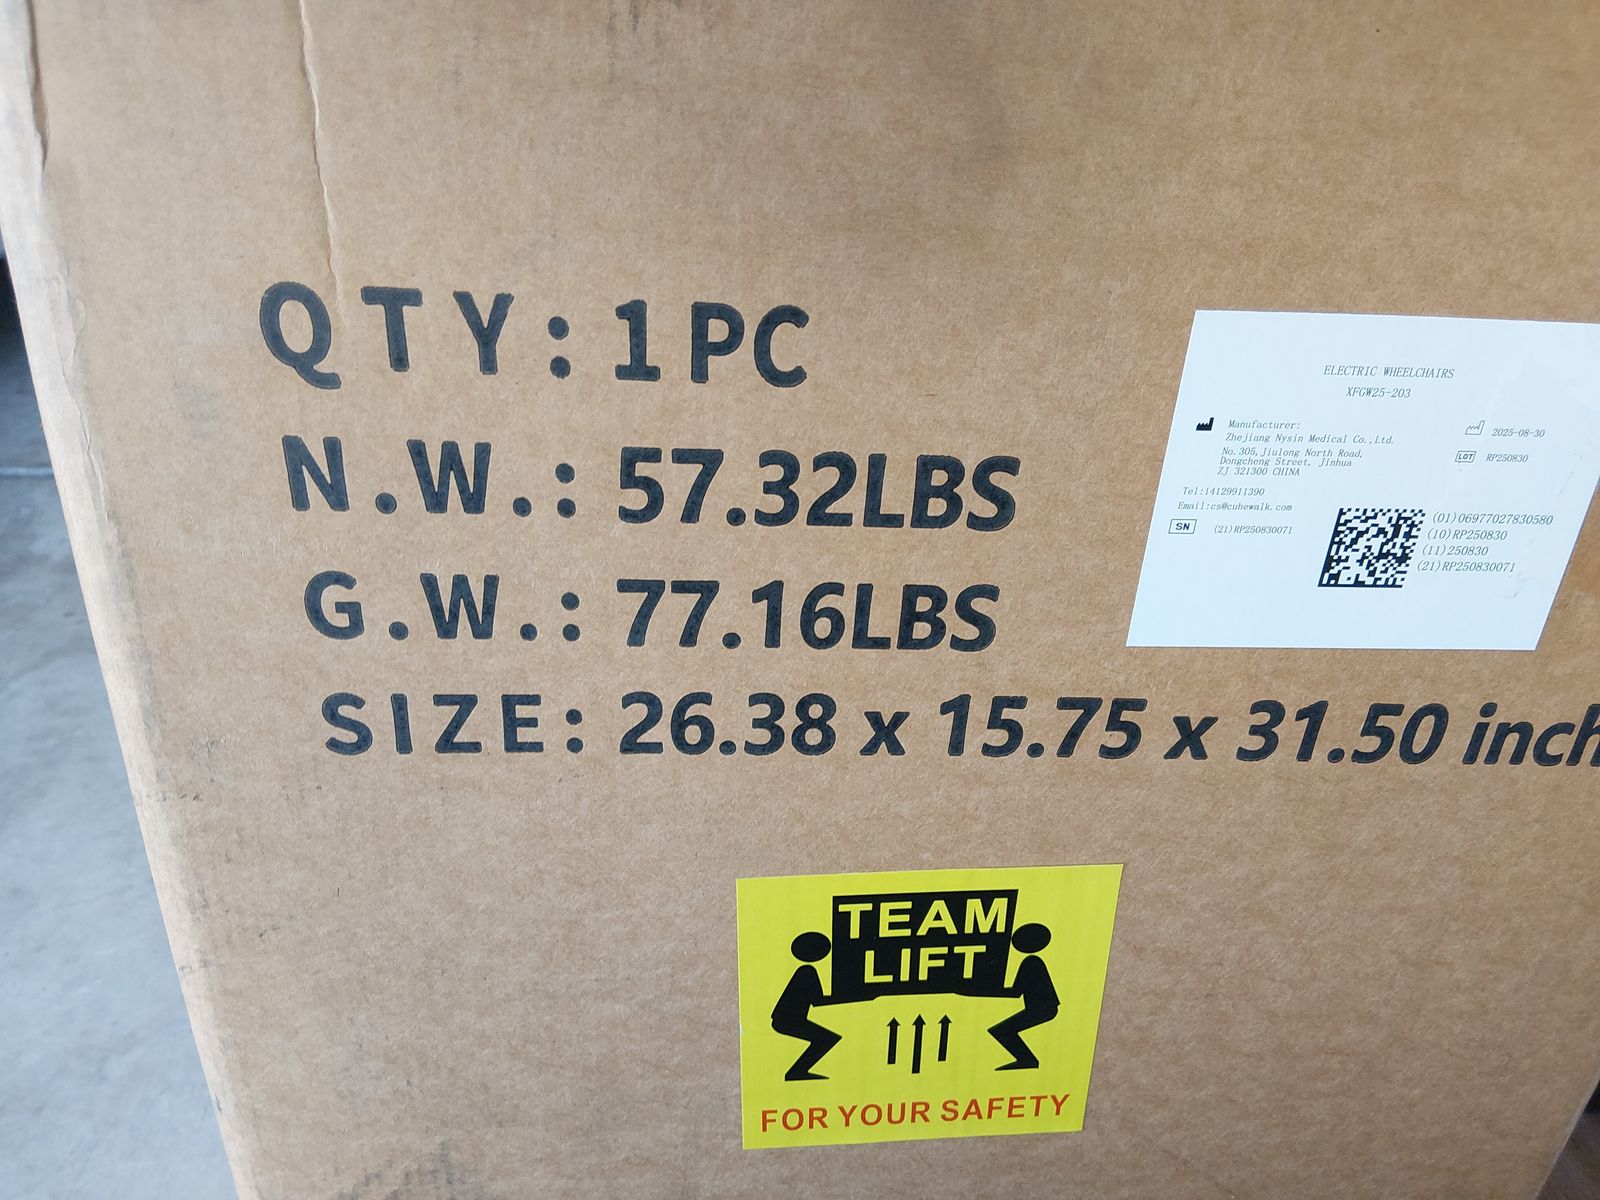 QTY: 1PC
N.W.: 57.32LBS
G.W.: 77.16LBS
SIZE: 26.38 x 15.75 x 31.50 inch
ELECTRIC WHEELCHAIRS
XFGW25-203
Manufacturer:
Zhejiang Nysin Medical Co.,Ltd.
No.305,Jiulong North Road,
Dongcheng Street, Jinhua
ZJ 321300 CHINA
2025-08-30
LOT RP250830
Tel:14129911390
Email:cs@cubewalk.com
SN (21)RP250830071
(01)06977027830580
(10)RP250830
(11)250830
(21)RP250830071
TEAM
LIFT
FOR YOUR SAFETY